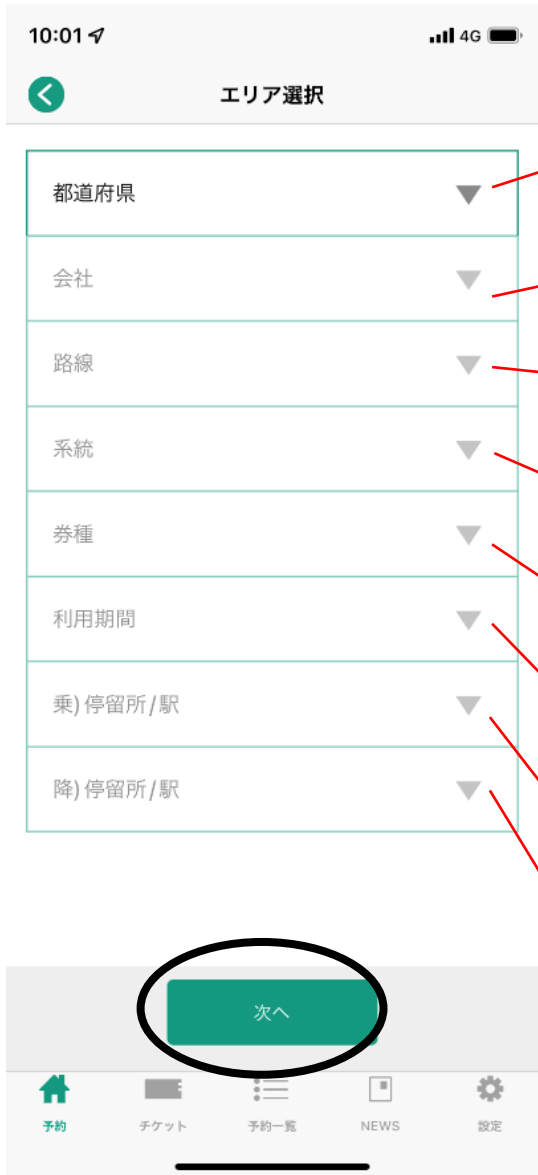 10:01 4G
エリア選択
都道府県
会社
路線
系統
券種
利用期間
乗) 停留所/駅
降) 停留所/駅
次へ
予約 チケット 予約一覧 NEWS 設定